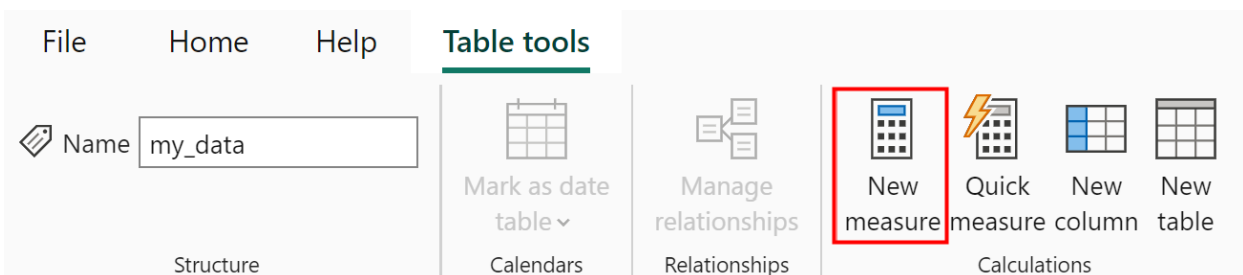 File Home Help Table tools
Name my_data
Mark as date
table
Manage
relationships
New
measure
Quick
measure
New
column
New
table
Structure Calendars Relationships Calculations